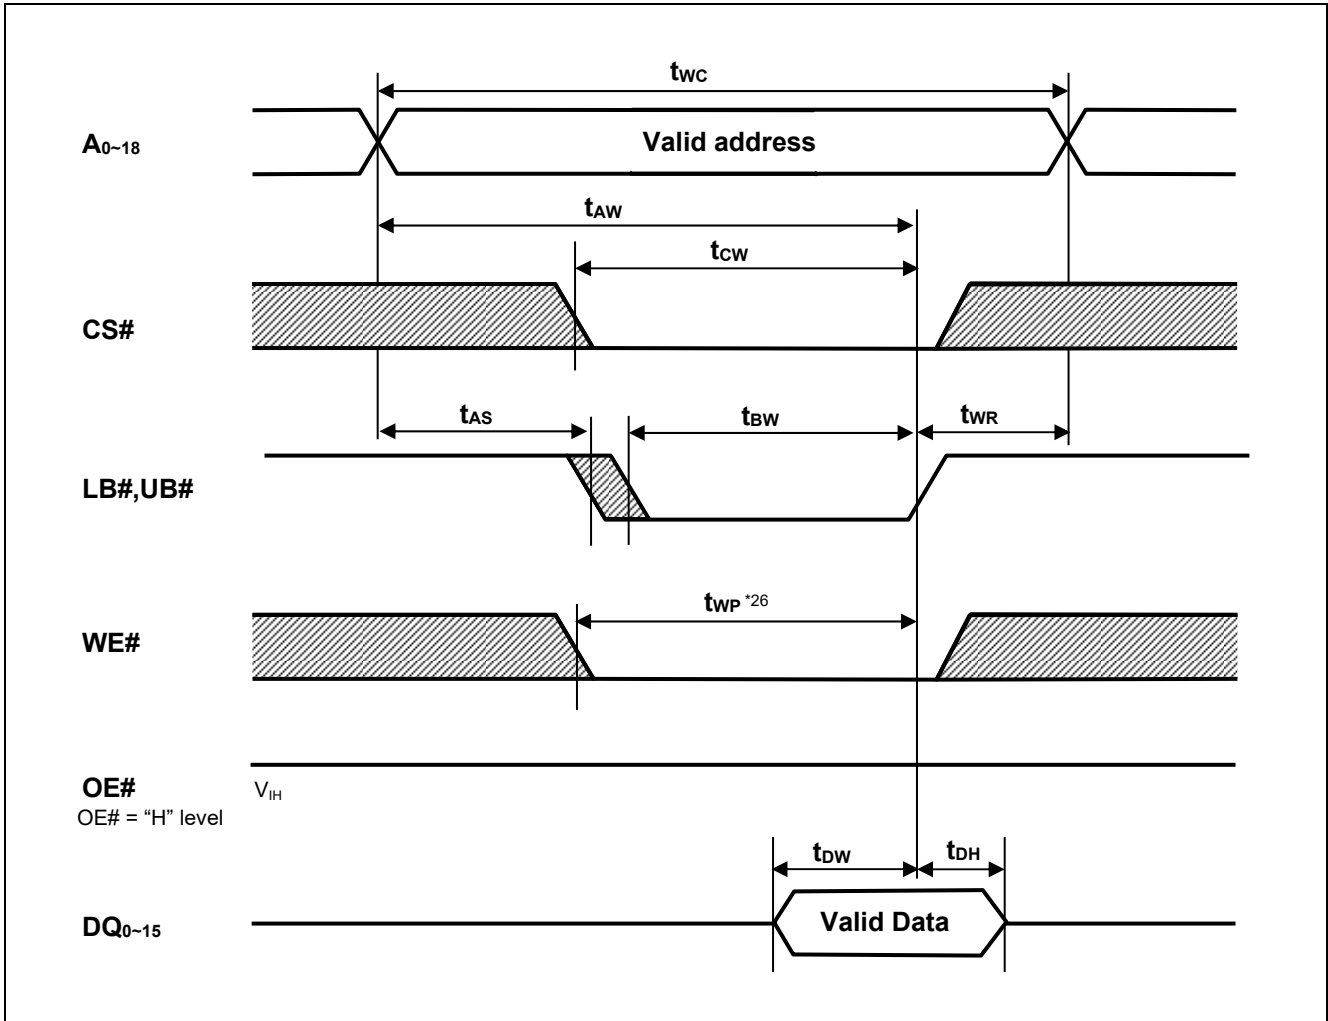 tWC
A0~18
Valid address
tAW
tCW
CS#
tAS
tBW
tWR
LB#,UB#
tWP *26
WE#
OE#
VIH
OE# = “H” level
tDW
tDH
DQ0~15
Valid Data